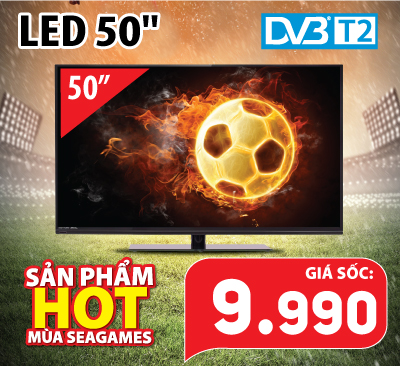 LED 50"
DVB T2
50”
SẢN PHẨM
HOT
MÙA SEAGAMES
GIÁ SỐC:
9.990